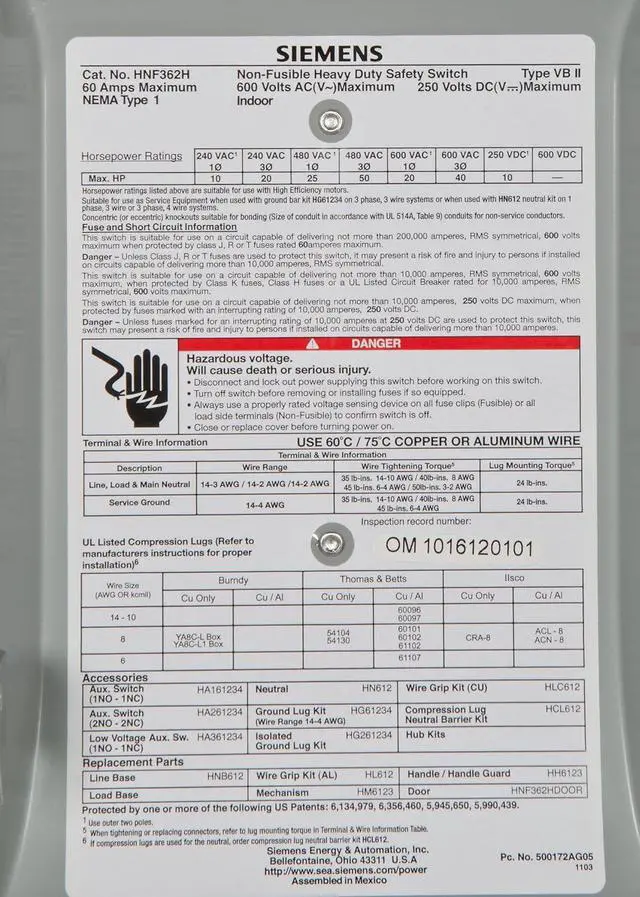 SIEMENS
Cat. No. HNF362H Non-Fusible Heavy Duty Safety Switch Type VB II
60 Amps Maximum 600 Volts AC(V~)Maximum 250 Volts DC(V⎓)Maximum
NEMA Type 1 Indoor
Horsepower Ratings 240 VAC¹ 240 VAC 480 VAC¹ 480 VAC 600 VAC¹ 600 VAC 250 VDC¹ 600 VDC
1Ø 3Ø 1Ø 3Ø 1Ø 3Ø
Max. HP 10 20 25 50 20 40 10 —
Horsepower ratings listed above are suitable for use with High Efficiency motors.
Suitable for use as Service Equipment when used with ground bar kit HG61234 on 3 phase, 3 wire systems or when used with HN612 neutral kit on 1
phase, 3 wire or 3 phase, 4 wire systems.
Concentric (or eccentric) knockouts suitable for bonding (Size of conduit in accordance with UL 514A, Table 9) conduits for non-service conductors.
Fuse and Short Circuit Information
This switch is suitable for use on a circuit capable of delivering not more than 200,000 amperes, RMS symmetrical, 600 volts
maximum when protected by class J, R or T fuses rated 60amperes maximum.
Danger – Unless Class J, R or T fuses are used to protect this switch, it may present a risk of fire and injury to persons if installed
on circuits capable of delivering more than 10,000 amperes, RMS symmetrical.
This switch is suitable for use on a circuit capable of delivering not more than 10,000 amperes, RMS symmetrical, 600 volts
maximum, when protected by Class K fuses, Class H fuses or a UL Listed Circuit Breaker rated for 10,000 amperes, RMS
symmetrical, 600 volts maximum.
This switch is suitable for use on a circuit capable of delivering not more than 10,000 amperes, 250 volts DC maximum, when
protected by fuses marked with an interrupting rating of 10,000 amperes, 250 volts DC.
Danger – Unless fuses marked for an interrupting rating of 10,000 amperes at 250 volts DC are used to protect this switch, this
switch may present a risk of fire and injury to persons if installed on circuits capable of delivering more than 10,000 amperes.
DANGER
Hazardous voltage.
Will cause death or serious injury.
• Disconnect and lock out power supplying this switch before working on this switch.
• Turn off switch before removing or installing fuses if so equipped.
• Always use a properly rated voltage sensing device on all fuse clips (Fusible) or all
load side terminals (Non-Fusible) to confirm switch is off.
• Close or replace cover before turning power on.
Terminal & Wire Information USE 60°C / 75°C COPPER OR ALUMINUM WIRE
Terminal & Wire Information
Description Wire Range Wire Tightening Torque⁵ Lug Mounting Torque⁵
Line, Load & Main Neutral 14-3 AWG / 14-2 AWG /14-2 AWG 35 lb-ins. 14-10 AWG / 40lb-ins. 8 AWG 24 lb-ins.
45 lb-ins. 6-4 AWG / 50lb-ins. 3-2 AWG
Service Ground 14-4 AWG 35 lb-ins. 14-10 AWG / 40lb-ins. 8 AWG 24 lb-ins.
45 lb-ins. 6-4 AWG
Inspection record number:
OM 1016120101
UL Listed Compression Lugs (Refer to
manufacturers instructions for proper
installation)⁶
Wire Size Burndy Thomas & Betts Ilsco
(AWG OR kcmil) Cu Only Cu / Al Cu Only Cu / Al Cu Only Cu / Al
14 - 10 60096
60097
8 YA8C-L Box 54104 60101 CRA-8 ACL - 8
YA8C-L1 Box 54130 60102 ACN - 8
61102
6 61107
Accessories
Aux. Switch HA161234 Neutral HN612 Wire Grip Kit (CU) HLC612
(1NO - 1NC)
Aux. Switch HA261234 Ground Lug Kit HG61234 Compression Lug HCL612
(2NO - 2NC) (Wire Range 14-4 AWG) Neutral Barrier Kit
Low Voltage Aux. Sw. HA361234 Isolated HG261234 Hub Kits
(1NO - 1NC) Ground Lug Kit
Replacement Parts
Line Base HNB612 Wire Grip Kit (AL) HL612 Handle / Handle Guard HH6123
Load Base Mechanism HM6123 Door HNF362HDOOR
Protected by one or more of the following US Patents: 6,134,979, 6,356,460, 5,945,650, 5,990,439.
¹ Use outer two poles.
⁵ When tightening or replacing connectors, refer to lug mounting torque in Terminal & Wire Information Table.
⁶ If compression lugs are used for the neutral, order compression lug neutral barrier kit HCL612.
Siemens Energy & Automation, Inc.
Bellefontaine, Ohio 43311 U.S.A
http://www.sea.siemens.com/power
Assembled in Mexico
Pc. No. 500172AG05
1103